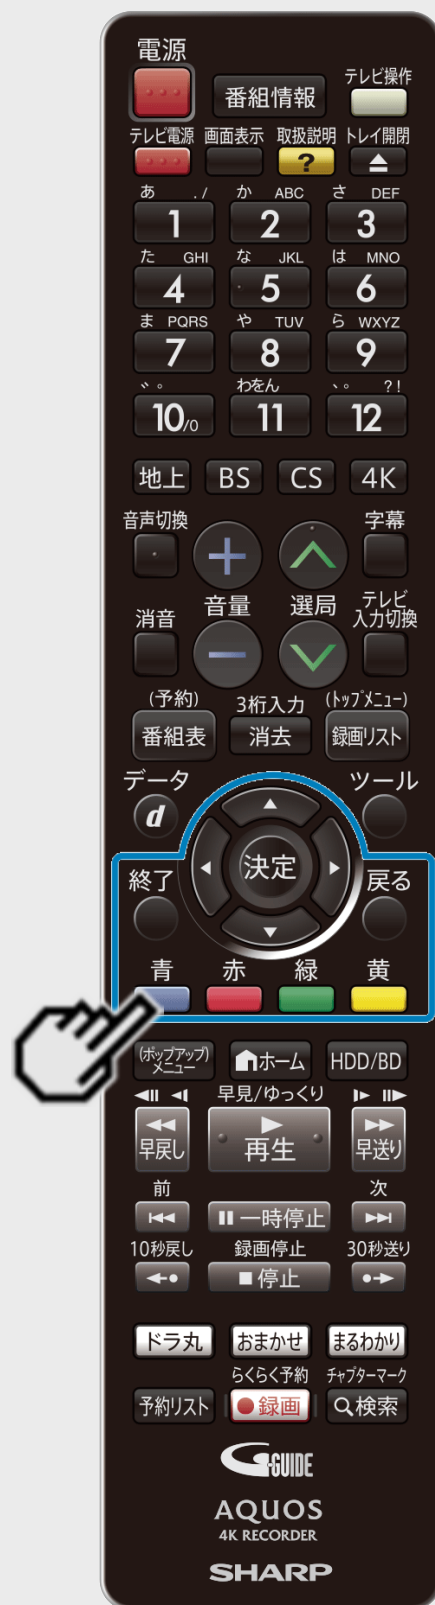 電源
番組情報
テレビ操作
テレビ電源 画面表示 取扱説明 トレイ開閉
?
あ ./ か ABC さ DEF
1 2 3
た GHI な JKL は MNO
4 5 6
ま PQRS や TUV ら WXYZ
7 8 9
゛゜ わをん 、。 ?!
10/0 11 12
地上 BS CS 4K
音声切換 字幕
消音 音量 選局 テレビ
入力切換
(予約) 3桁入力 (トップメニュー)
番組表 消去 録画リスト
データ ツール
d
決定
終了 戻る
青 赤 緑 黄
(ポップアップ)
メニュー
ホーム HDD/BD
早見/ゆっくり
早戻し 再生 早送り
前 次
一時停止
10秒戻し 録画停止 30秒送り
停止
ドラ丸 おまかせ まるわかり
らくらく予約 チャプターマーク
予約リスト 録画 検索
G-GUIDE
AQUOS
4K RECORDER
SHARP